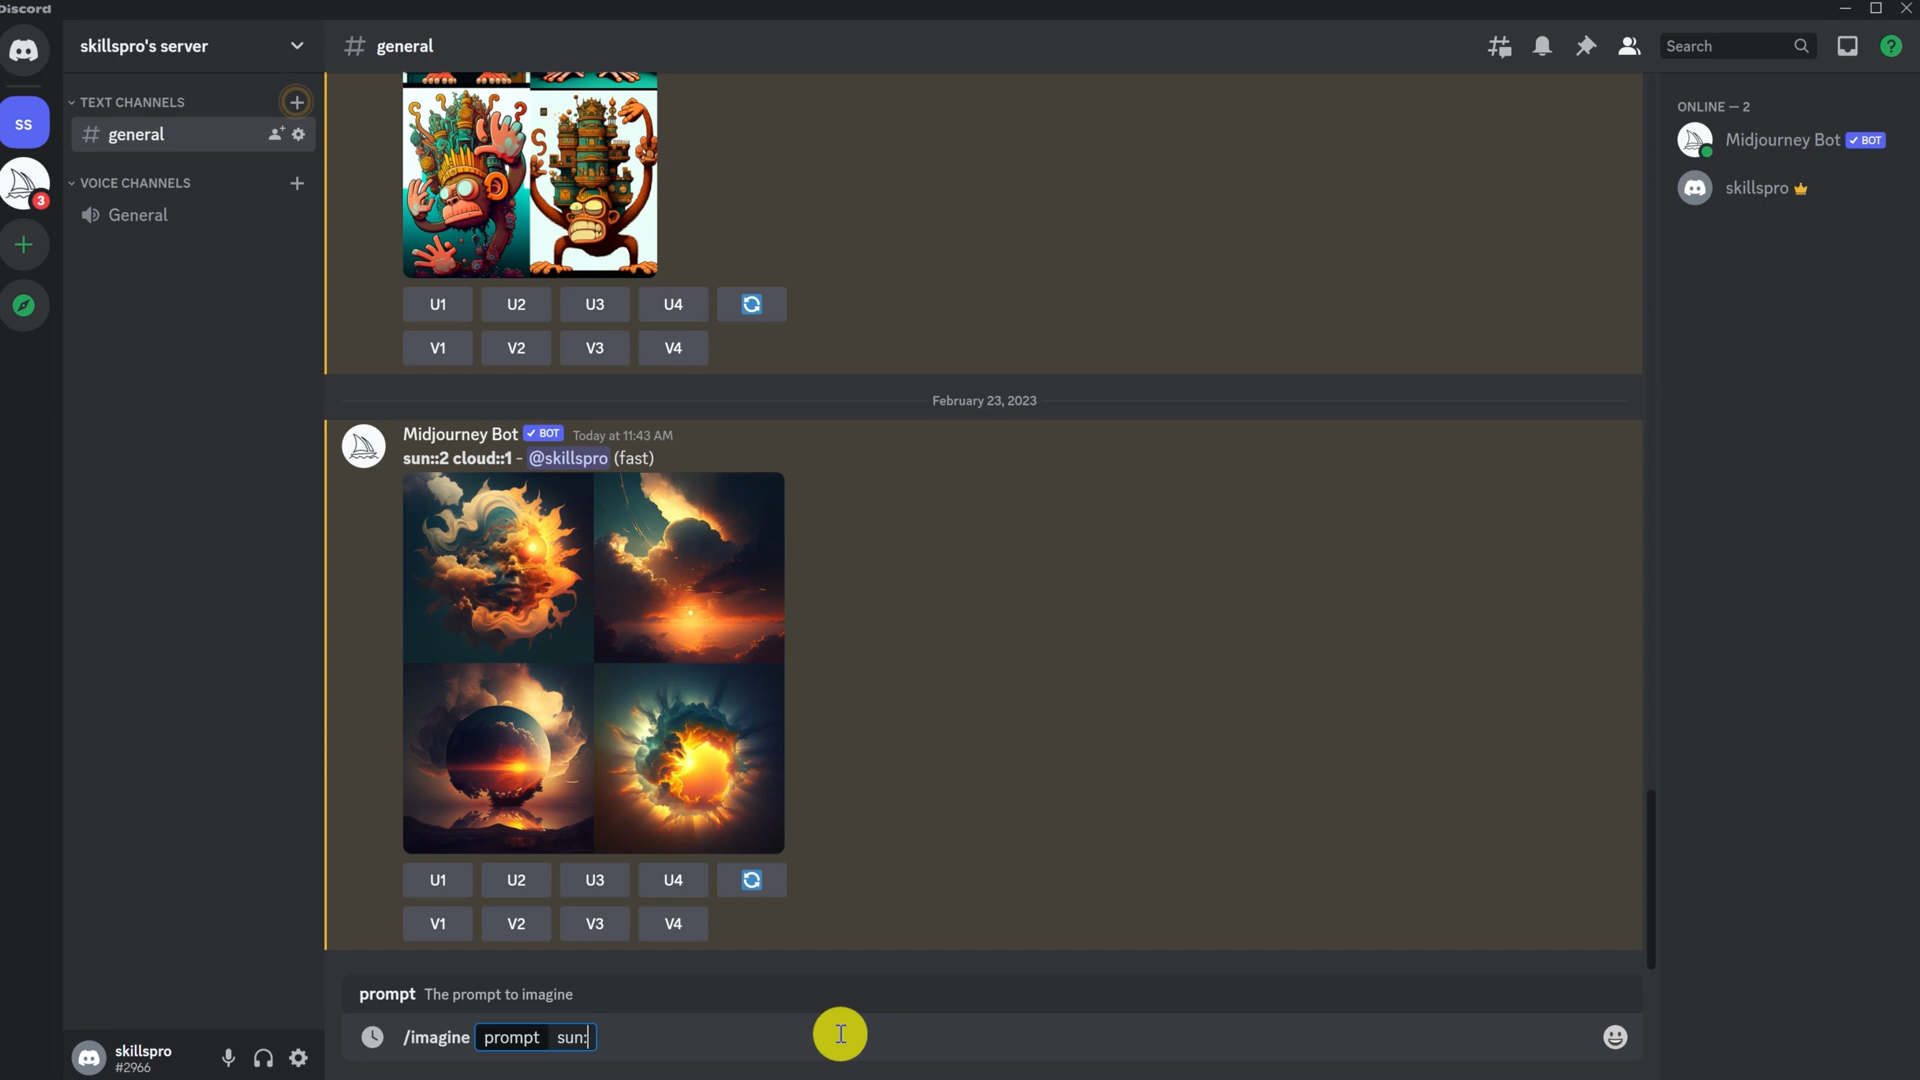 Discord
skillspro's server
general
Search
TEXT CHANNELS
general
VOICE CHANNELS
General
SS
3
U1 U2 U3 U4
V1 V2 V3 V4
February 23, 2023
Midjourney Bot BOT Today at 11:43 AM
sun::2 cloud::1 - @skillspro (fast)
U1 U2 U3 U4
V1 V2 V3 V4
prompt The prompt to imagine
/imagine prompt sun:
skillspro
#2966
ONLINE — 2
Midjourney Bot BOT
skillspro